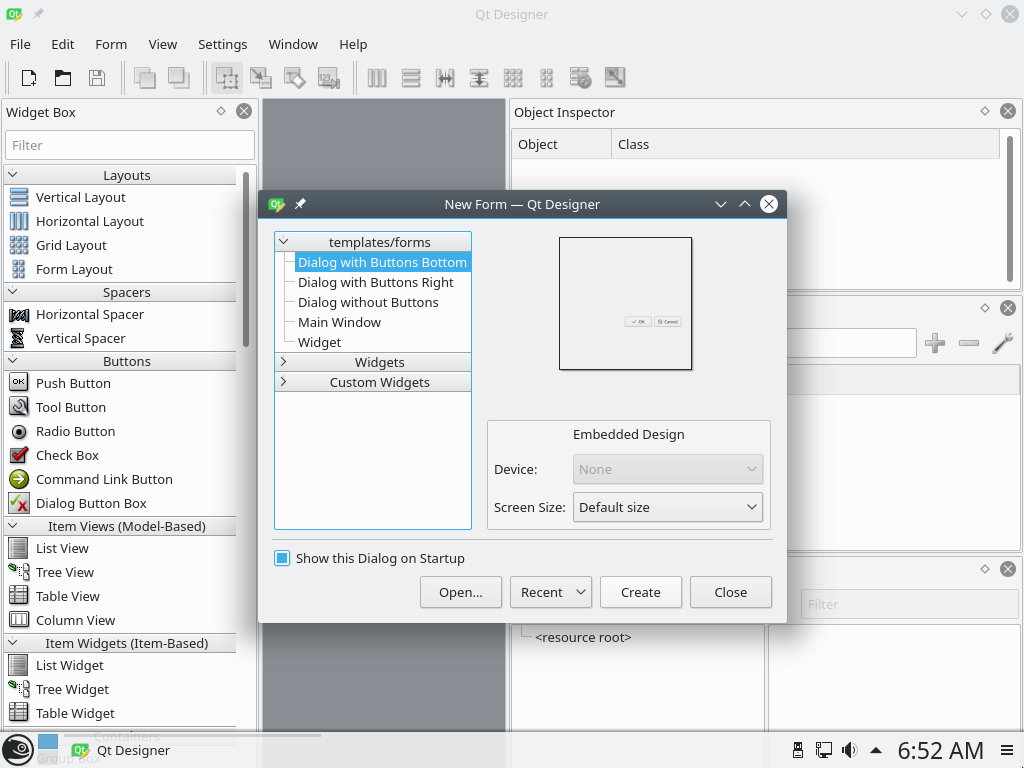 Qt Designer
File Edit Form View Settings Window Help
Widget Box
Filter
Layouts
Vertical Layout
Horizontal Layout
Grid Layout
Form Layout
Spacers
Horizontal Spacer
Vertical Spacer
Buttons
Push Button
Tool Button
Radio Button
Check Box
Command Link Button
Dialog Button Box
Item Views (Model-Based)
List View
Tree View
Table View
Column View
Item Widgets (Item-Based)
List Widget
Tree Widget
Table Widget
Containers
Group Box
Object Inspector
Object Class
New Form — Qt Designer
templates/forms
Dialog with Buttons Bottom
Dialog with Buttons Right
Dialog without Buttons
Main Window
Widget
Widgets
Custom Widgets
OK Cancel
Embedded Design
Device: None
Screen Size: Default size
Show this Dialog on Startup
Open... Recent Create Close
Filter
<resource root>
Qt Designer
6:52 AM